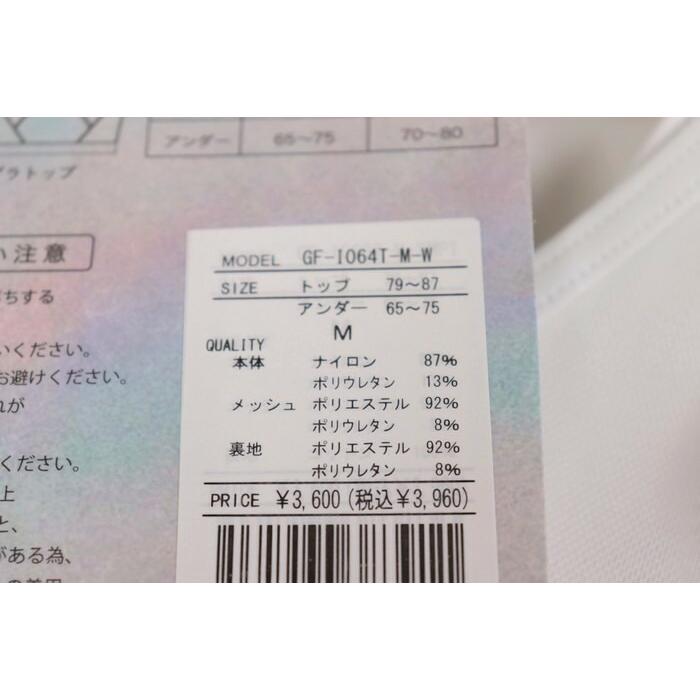 アンダー 65～75 70～80
ブラトップ
い注意
ちする
いください。
お避けください。
れが
ください。
上
と、
がある為、
MODEL GF-I064T-M-W
SIZE トップ 79～87
アンダー 65～75
M
QUALITY
本体 ナイロン 87%
ポリウレタン 13%
メッシュ ポリエステル 92%
ポリウレタン 8%
裏地 ポリエステル 92%
ポリウレタン 8%
PRICE ¥3,600(税込¥3,960)